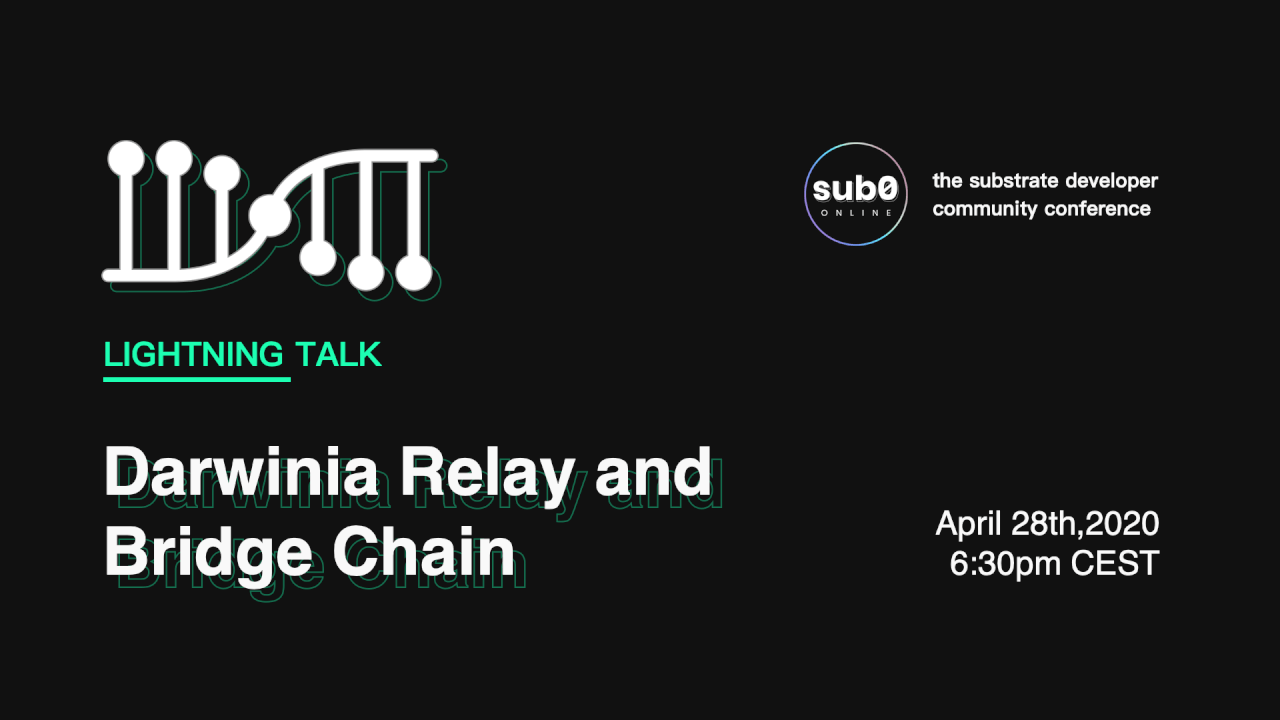 sub0
ONLINE
the substrate developer
community conference
LIGHTNING TALK
Darwinia Relay and
Bridge Chain
April 28th,2020
6:30pm CEST